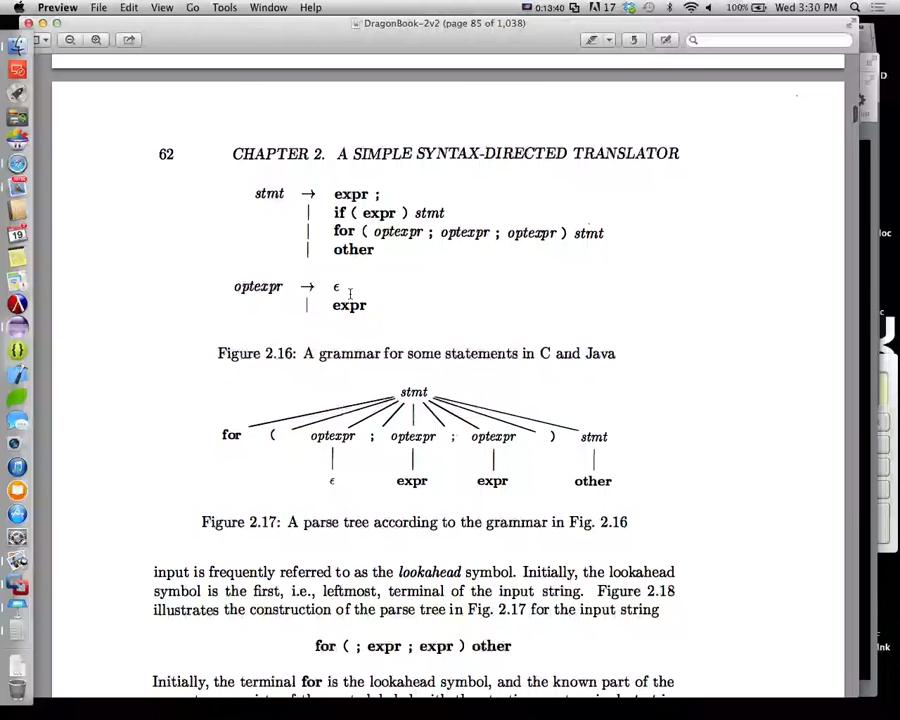 Preview File Edit View Go Tools Window Help 0:13:40 17 100% Wed 3:30 PM
DragonBook-2v2 (page 85 of 1,038)
62 CHAPTER 2. A SIMPLE SYNTAX-DIRECTED TRANSLATOR
stmt → expr ;
| if ( expr ) stmt
| for ( optexpr ; optexpr ; optexpr ) stmt
| other
optexpr → ϵ
| expr
Figure 2.16: A grammar for some statements in C and Java
stmt
for ( optexpr ; optexpr ; optexpr ) stmt
ϵ expr expr other
Figure 2.17: A parse tree according to the grammar in Fig. 2.16
input is frequently referred to as the lookahead symbol. Initially, the lookahead
symbol is the first, i.e., leftmost, terminal of the input string. Figure 2.18
illustrates the construction of the parse tree in Fig. 2.17 for the input string
for ( ; expr ; expr ) other
Initially, the terminal for is the lookahead symbol, and the known part of the